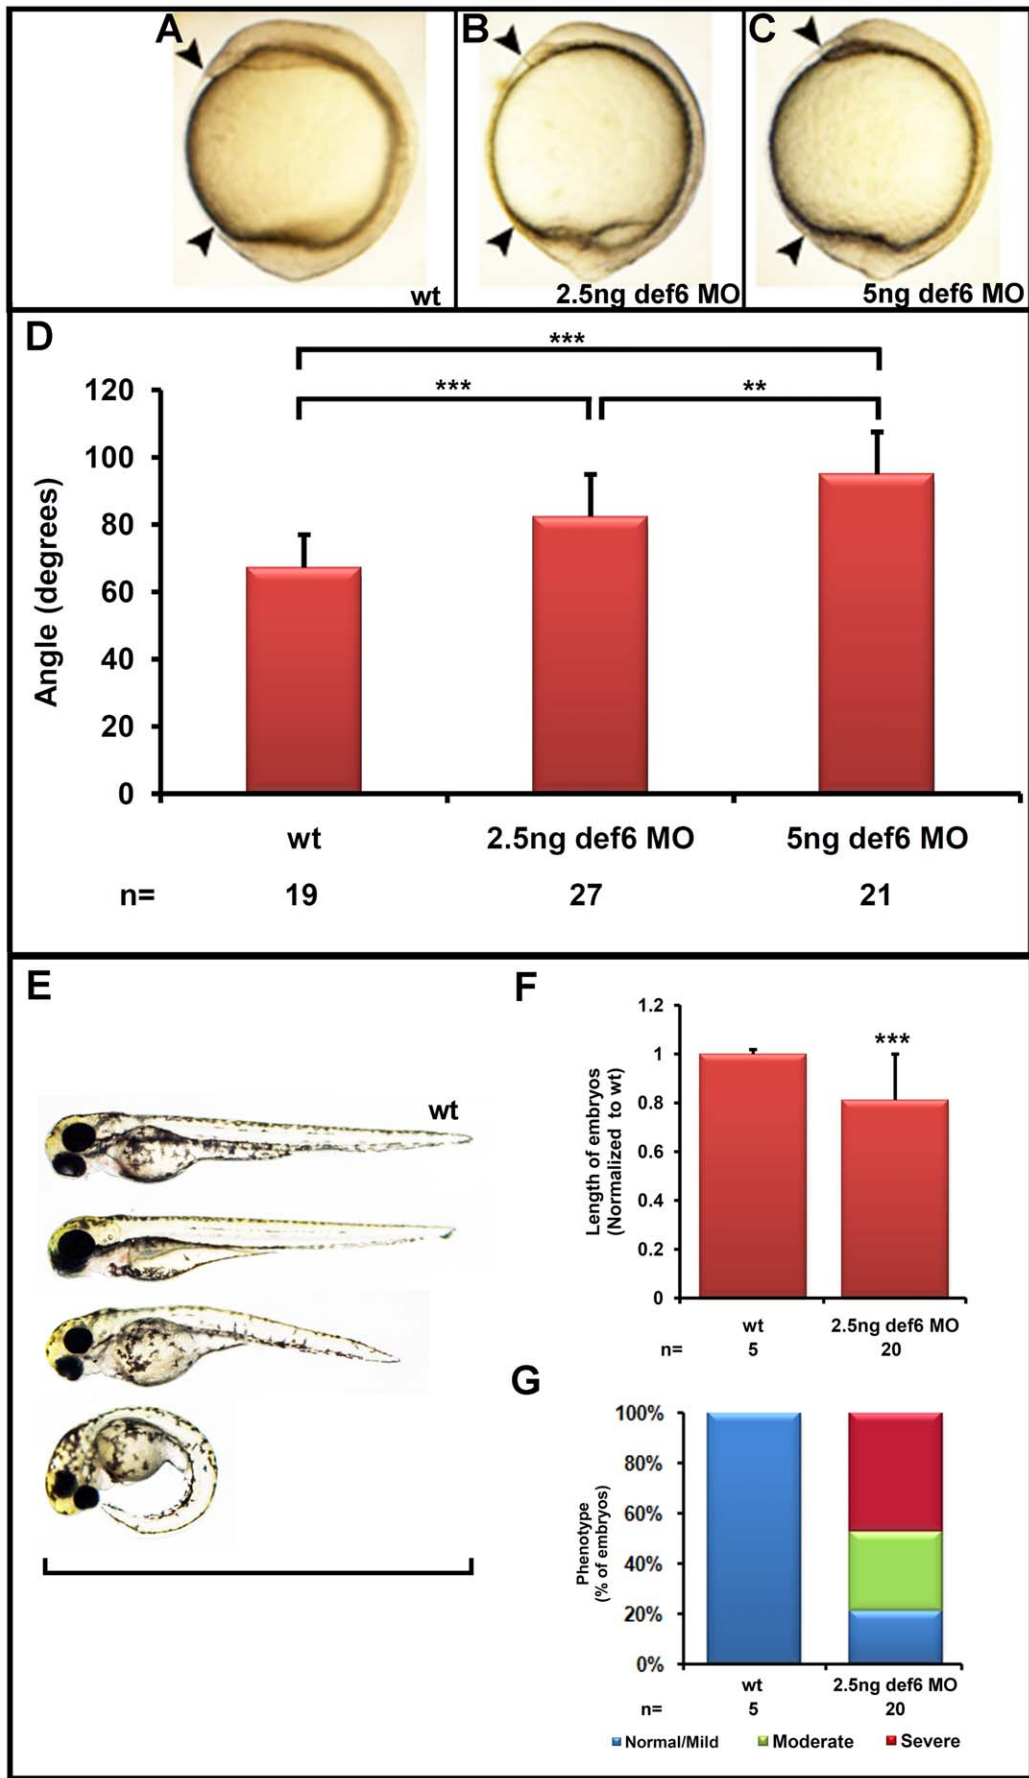 A
B
C
wt
2.5ng def6 MO
5ng def6 MO
D
***
***
**
120
100
80
60
40
20
0
Angle (degrees)
wt
2.5ng def6 MO
5ng def6 MO
n=
19
27
21
E
wt
F
1.2
1
0.8
0.6
0.4
0.2
0
Length of embryos
(Normalized to wt)
***
wt
2.5ng def6 MO
n=
5
20
G
100%
80%
60%
40%
20%
0%
Phenotype
(% of embryos)
wt
2.5ng def6 MO
n=
5
20
Normal/Mild
Moderate
Severe